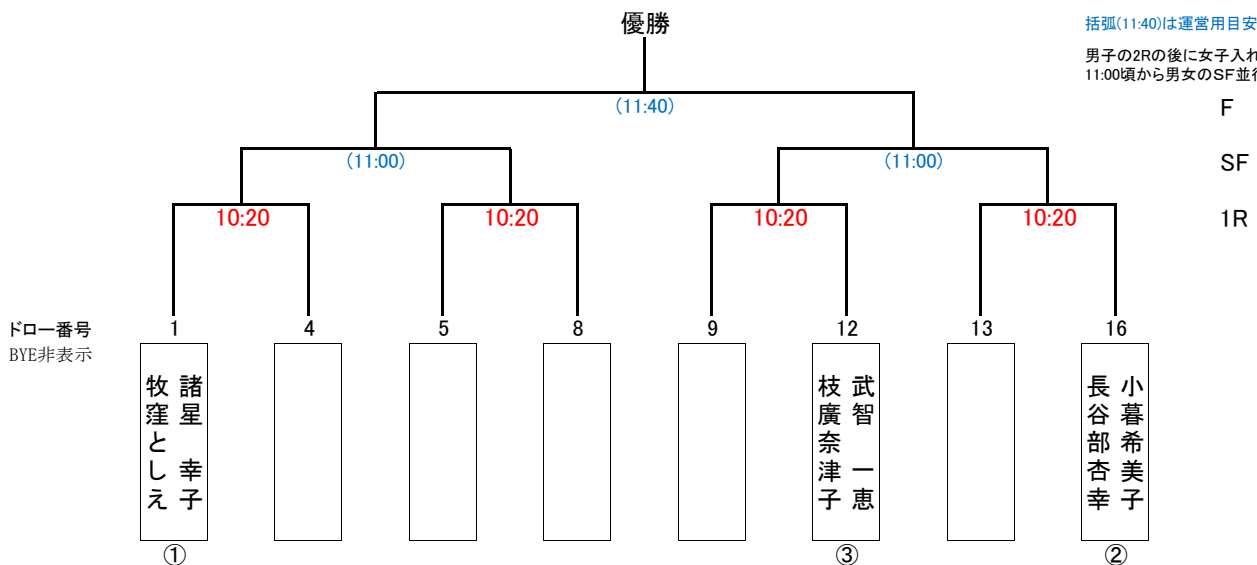 優勝
括弧(11:40)は運営用目安
男子の2Rの後に女子入れ
11:00頃から男女のSF並
(11:40)
F
(11:00)
(11:00)
SF
10:20
10:20
10:20
10:20
1R
ドロー番号
1
4
5
8
9
12
13
16
BYE非表示
諸星 幸子
牧窪としえ
武智 一恵
枝廣奈津子
小暮希美子
長谷部杏幸
①
③
②